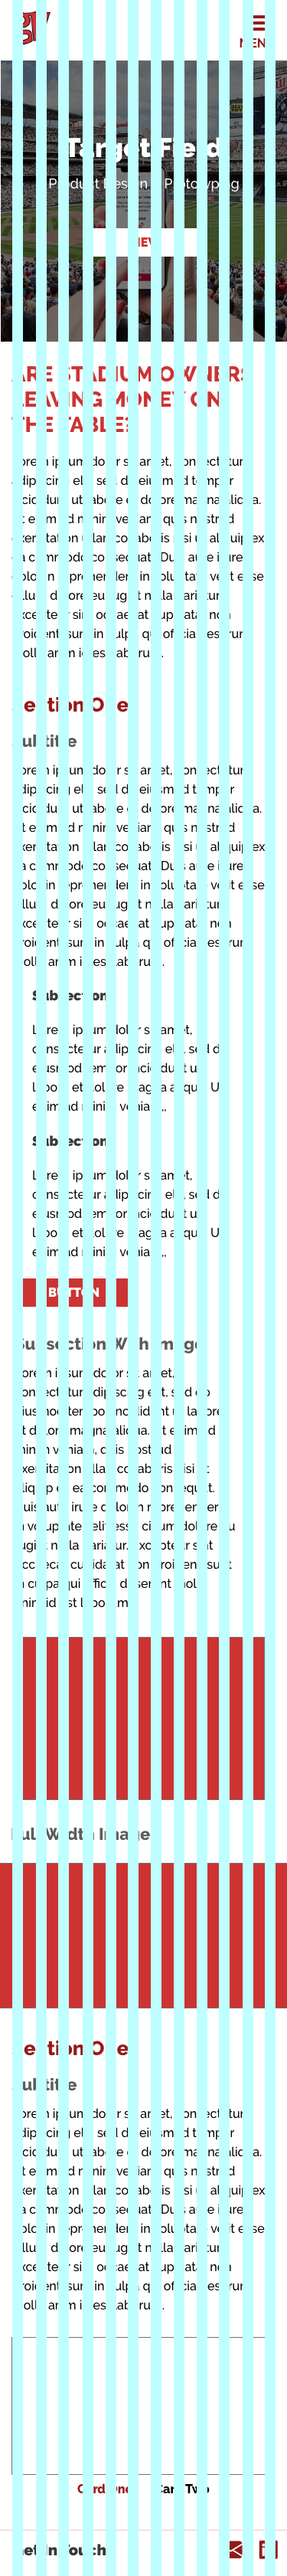 MENU
Target Field
Product Design & Prototyping
VIEW
ARE STADIUM OWNERS
LEAVING MONEY ON
THE TABLE?
Lorem ipsum dolor sit amet, consectetur
adipiscing elit, sed do eiusmod tempor
incididunt ut labore et dolore magna aliqua.
Ut enim ad minim veniam, quis nostrud
exercitation ullamco laboris nisi ut aliquip ex
ea commodo consequat. Duis aute irure
dolor in reprehenderit in voluptate velit esse
cillum dolore eu fugiat nulla pariatur.
Excepteur sint occaecat cupidatat non
proident, sunt in culpa qui officia deserunt
mollit anim id est laborum.
Section One
Subtitle
Lorem ipsum dolor sit amet, consectetur
adipiscing elit, sed do eiusmod tempor
incididunt ut labore et dolore magna aliqua.
Ut enim ad minim veniam, quis nostrud
exercitation ullamco laboris nisi ut aliquip ex
ea commodo consequat. Duis aute irure
dolor in reprehenderit in voluptate velit esse
cillum dolore eu fugiat nulla pariatur.
Excepteur sint occaecat cupidatat non
proident, sunt in culpa qui officia deserunt
mollit anim id est laborum.
Subsection
Lorem ipsum dolor sit amet,
consectetur adipiscing elit, sed do
eiusmod tempor incididunt ut
labore et dolore magna aliqua. Ut
enim ad minim veniam,,
Subsection
Lorem ipsum dolor sit amet,
consectetur adipiscing elit, sed do
eiusmod tempor incididunt ut
labore et dolore magna aliqua. Ut
enim ad minim veniam,,
BUTTON
Subsection With Image
Lorem ipsum dolor sit amet,
consectetur adipiscing elit, sed do
eiusmod tempor incididunt ut labore
et dolore magna aliqua. Ut enim ad
minim veniam, quis nostrud
exercitation ullamco laboris nisi ut
aliquip ex ea commodo consequat.
Duis aute irure dolor in reprehenderit
in voluptate velit esse cillum dolore eu
fugiat nulla pariatur. Excepteur sint
occaecat cupidatat non proident, sunt
in culpa qui officia deserunt mollit
anim id est laborum.
Full Width Image
Section One
Subtitle
Lorem ipsum dolor sit amet, consectetur
adipiscing elit, sed do eiusmod tempor
incididunt ut labore et dolore magna aliqua.
Ut enim ad minim veniam, quis nostrud
exercitation ullamco laboris nisi ut aliquip ex
ea commodo consequat. Duis aute irure
dolor in reprehenderit in voluptate velit esse
cillum dolore eu fugiat nulla pariatur.
Excepteur sint occaecat cupidatat non
proident, sunt in culpa qui officia deserunt
mollit anim id est laborum.
Card One Card Two
Get In Touch